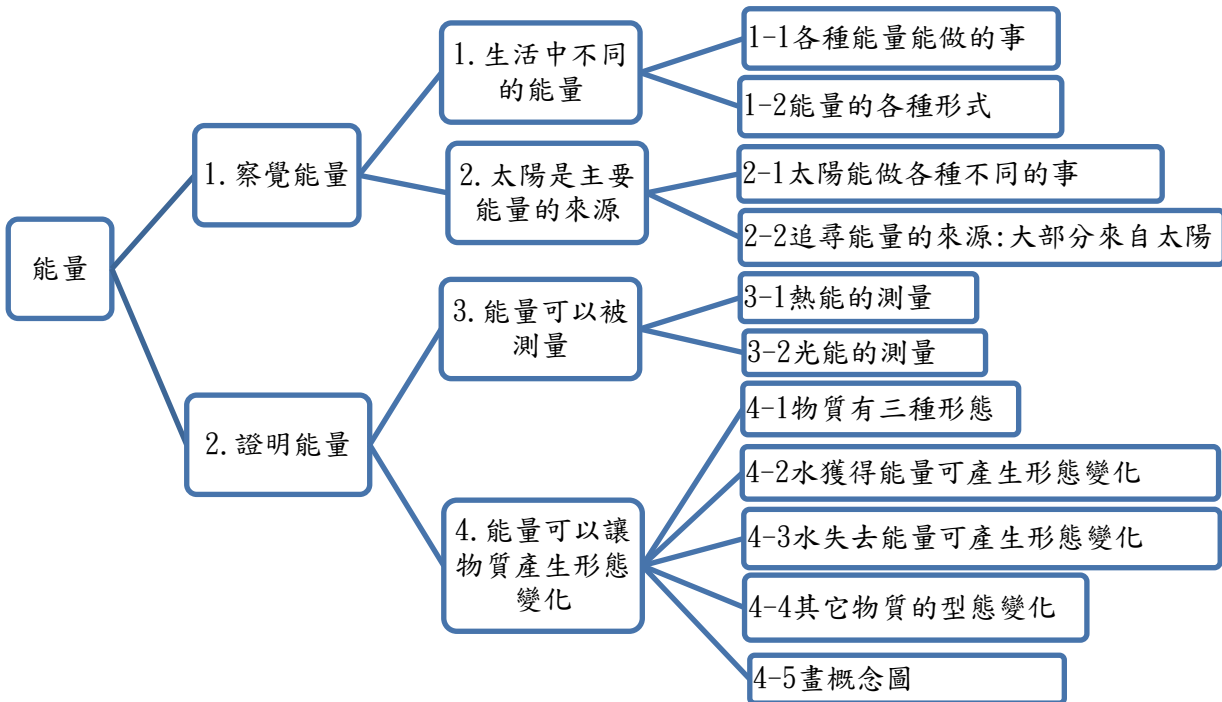 能量
1.察覺能量
1.生活中不同
的能量
1-1各種能量能做的事
1-2能量的各種形式
2.太陽是主要
能量的來源
2-1太陽能做各種不同的事
2-2追尋能量的來源:大部分來自太陽
2.證明能量
3.能量可以被
測量
3-1熱能的測量
3-2光能的測量
4.能量可以讓
物質產生形態
變化
4-1物質有三種形態
4-2水獲得能量可產生形態變化
4-3水失去能量可產生形態變化
4-4其它物質的型態變化
4-5畫概念圖